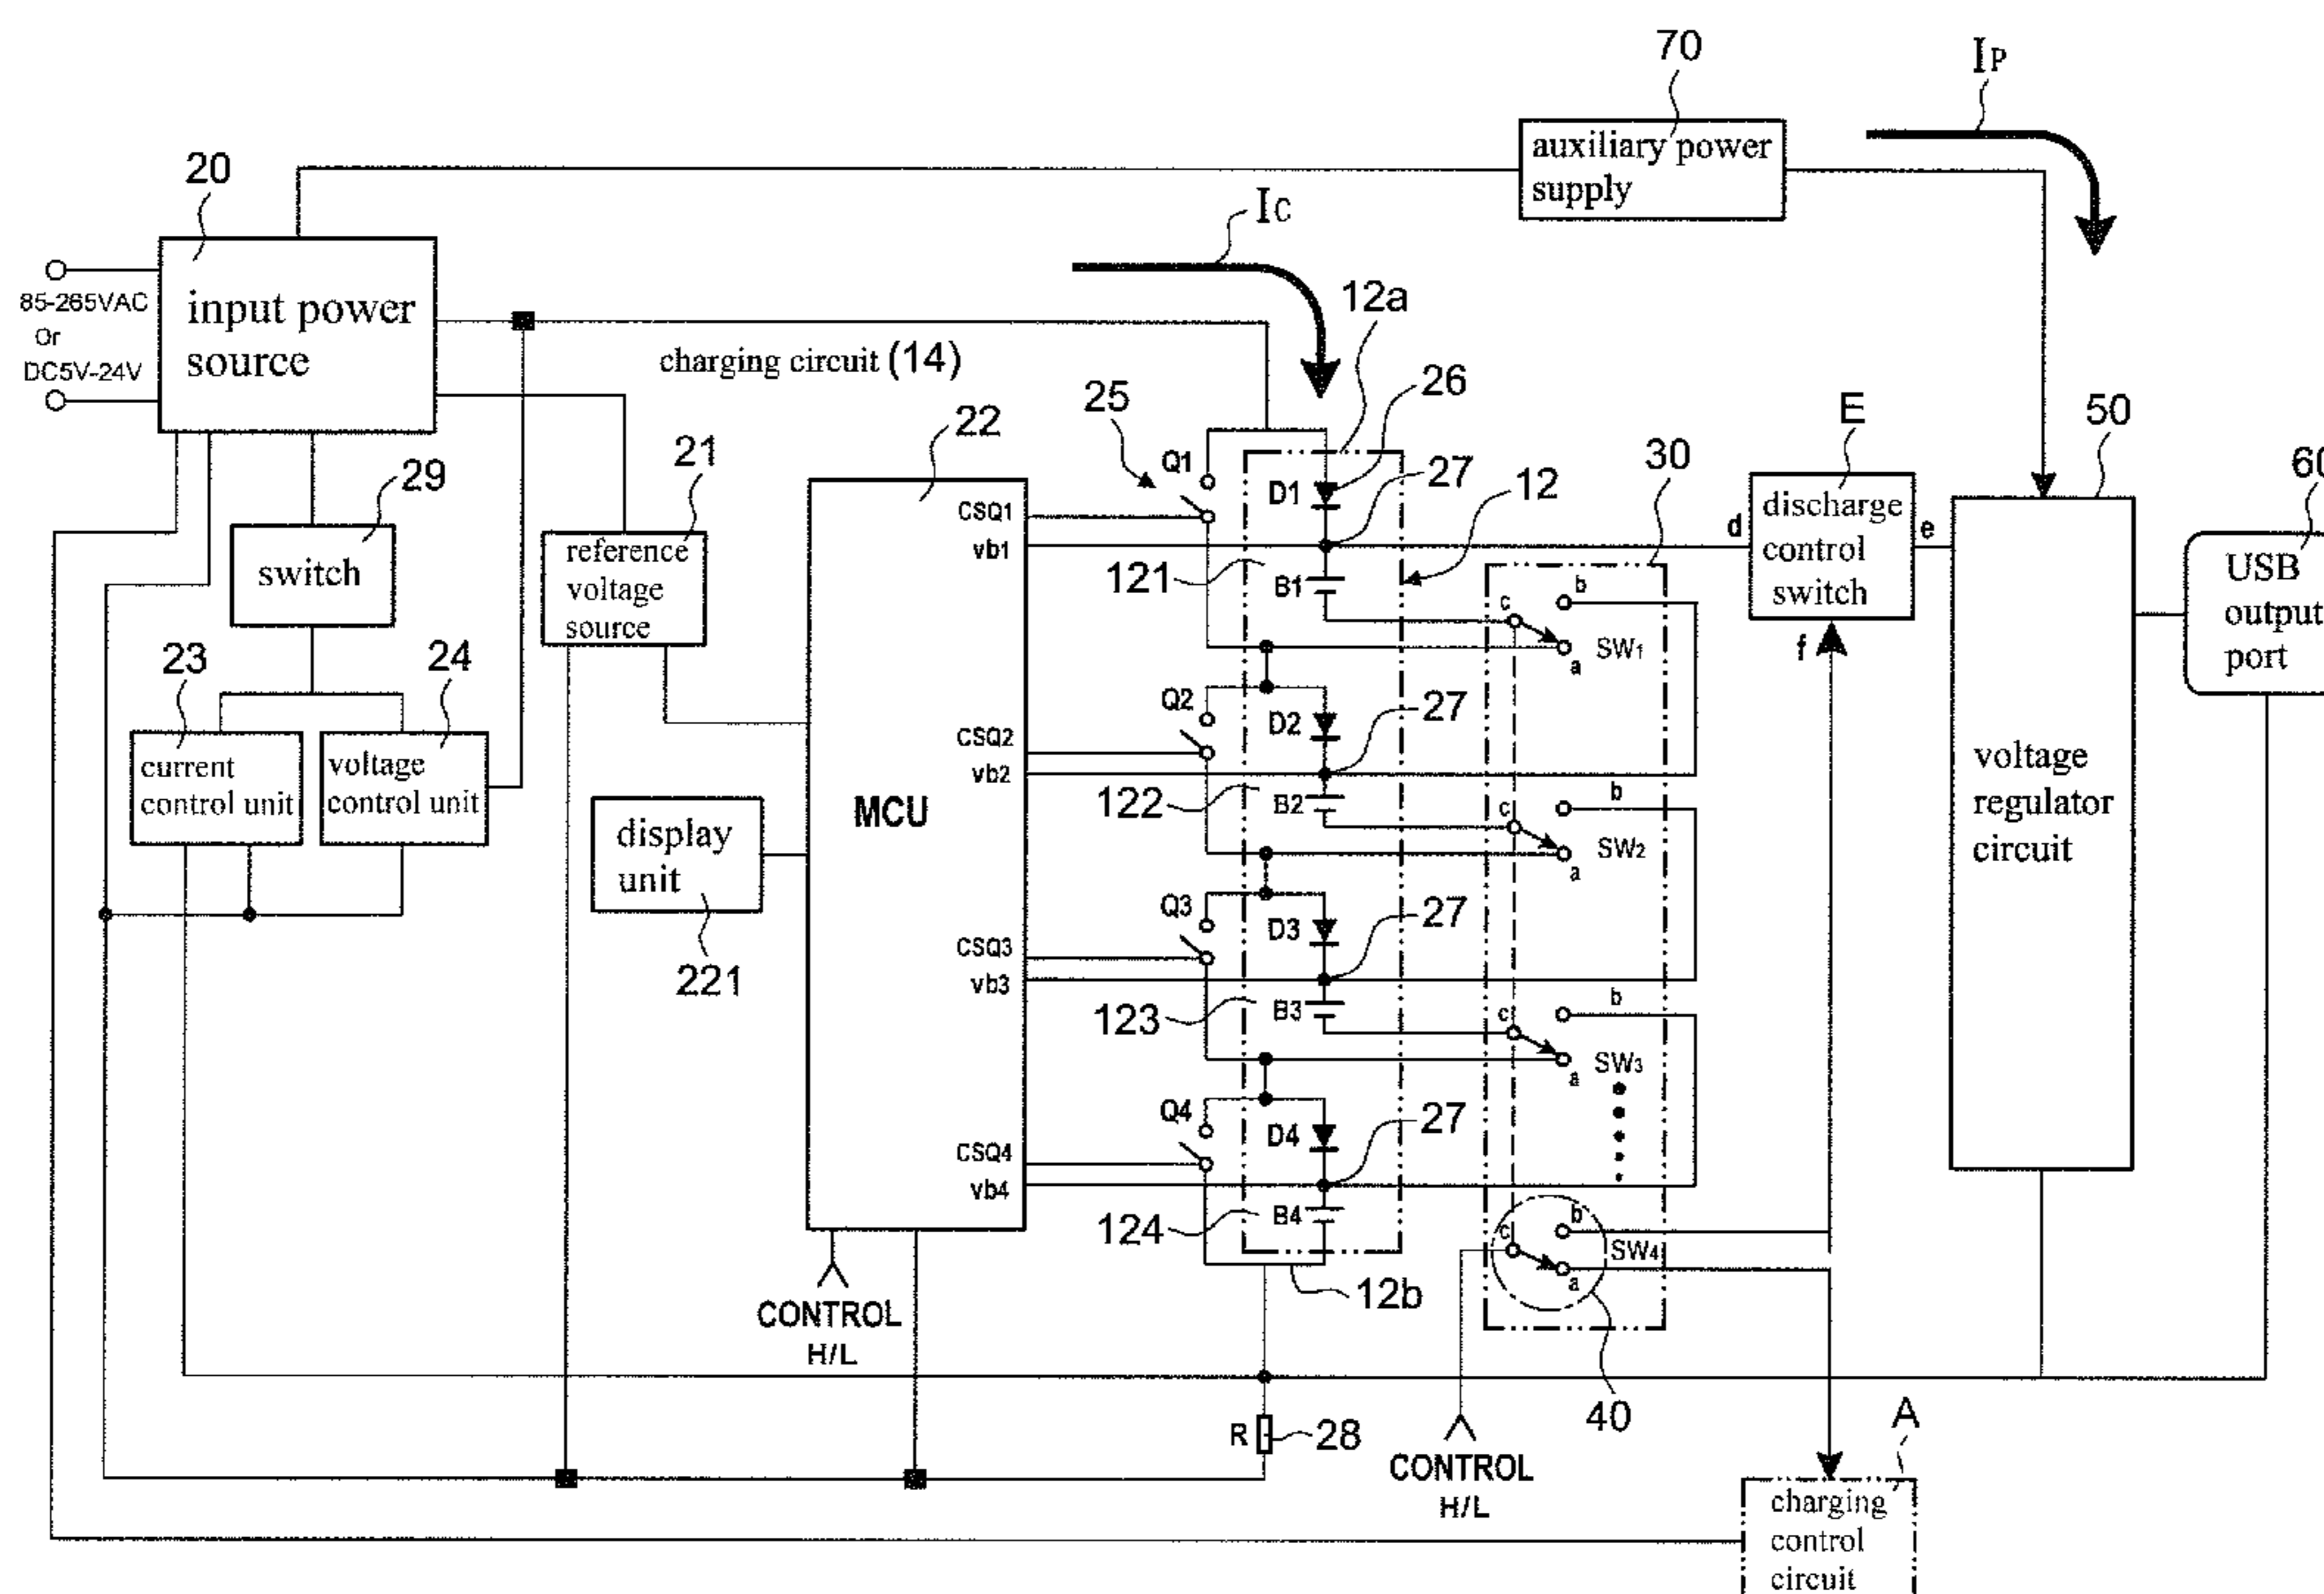 70
IP
auxiliary power
supply
20
IC
85-265VAC
Or
DC5V-24V
input power
source
charging circuit (14)
12a
26
25
22
21
29
switch
reference
voltage
source
23
24
current
control unit
voltage
control unit
display
unit
221
MCU
CSQ1
vb1
CSQ2
vb2
CSQ3
vb3
CSQ4
vb4
CONTROL
H/L
Q1
D1
27
12
121
B1
Q2
D2
27
122
B2
Q3
D3
27
123
B3
Q4
D4
27
124
B4
12b
R
28
30
c
b
a
SW1
c
b
a
SW2
c
b
a
SW3
c
b
a
SW4
40
CONTROL
H/L
E
d
discharge
control
switch
e
f
50
voltage
regulator
circuit
60
USB
output
port
A
charging
control
circuit